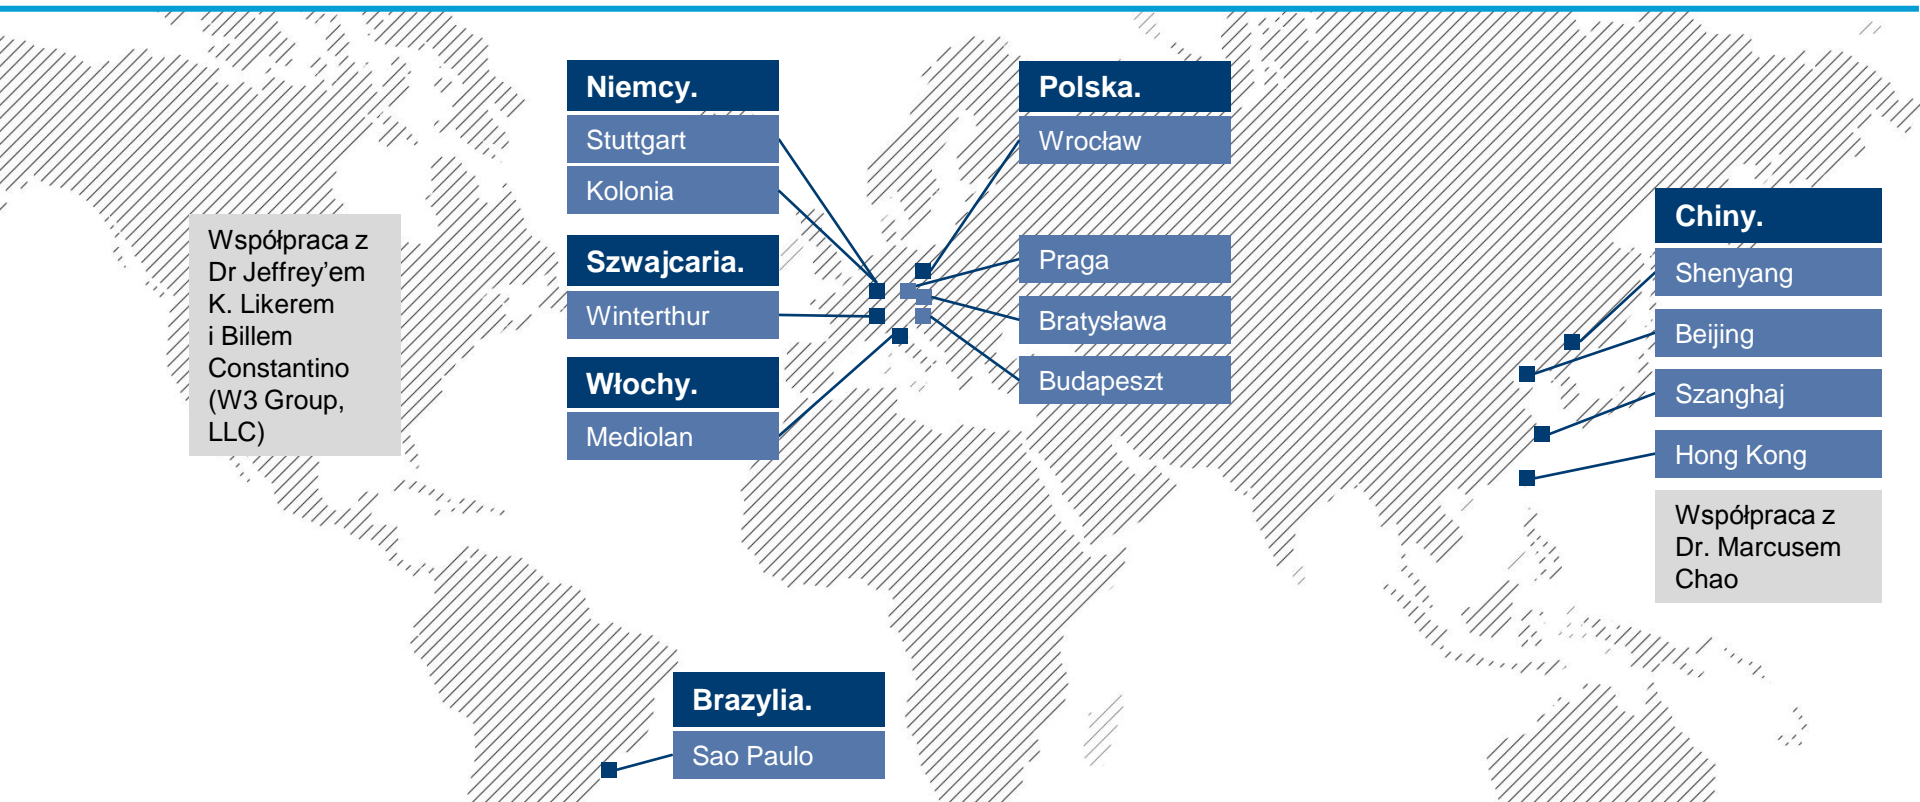 Niemcy.
Stuttgart
Kolonia
Szwajcaria.
Winterthur
Włochy.
Mediolan
Polska.
Wrocław
Praga
Bratysława
Budapeszt
Współpraca z
Dr Jeffrey’em
K. Likerem
i Billem
Constantino
(W3 Group,
LLC)
Chiny.
Shenyang
Beijing
Szanghaj
Hong Kong
Współpraca z
Dr. Marcusem
Chao
Brazylia.
Sao Paulo